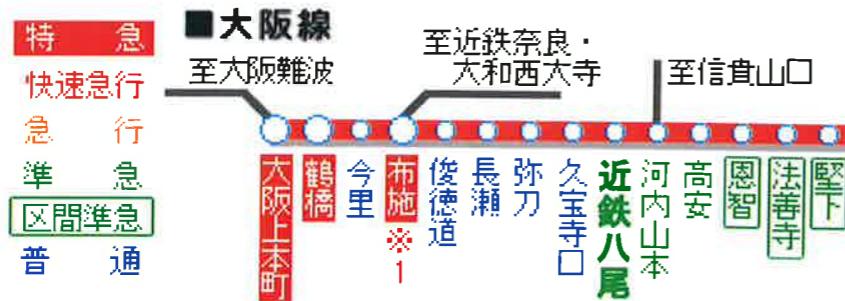 ■大阪線
特急
快速急行
急行
準急
区間準急
普通
至大阪難波
至近鉄奈良・
大和西大寺
至信貴山口
大阪上本町
鶴橋
今里
布施
※1
俊徳道
長瀬
弥刀
久宝寺口
近鉄八尾
河内山本
高安
恩智
法善寺
堅下